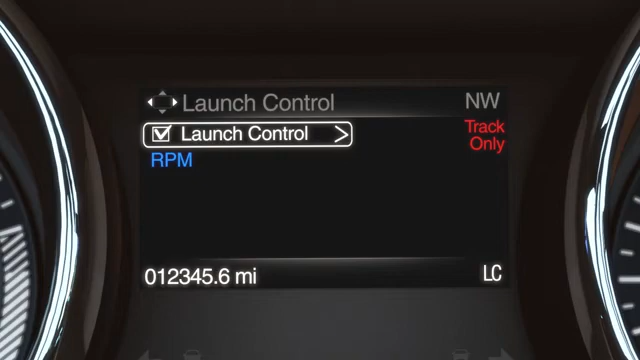 Launch Control NW
Launch Control >
Track
Only
RPM
012345.6 mi LC